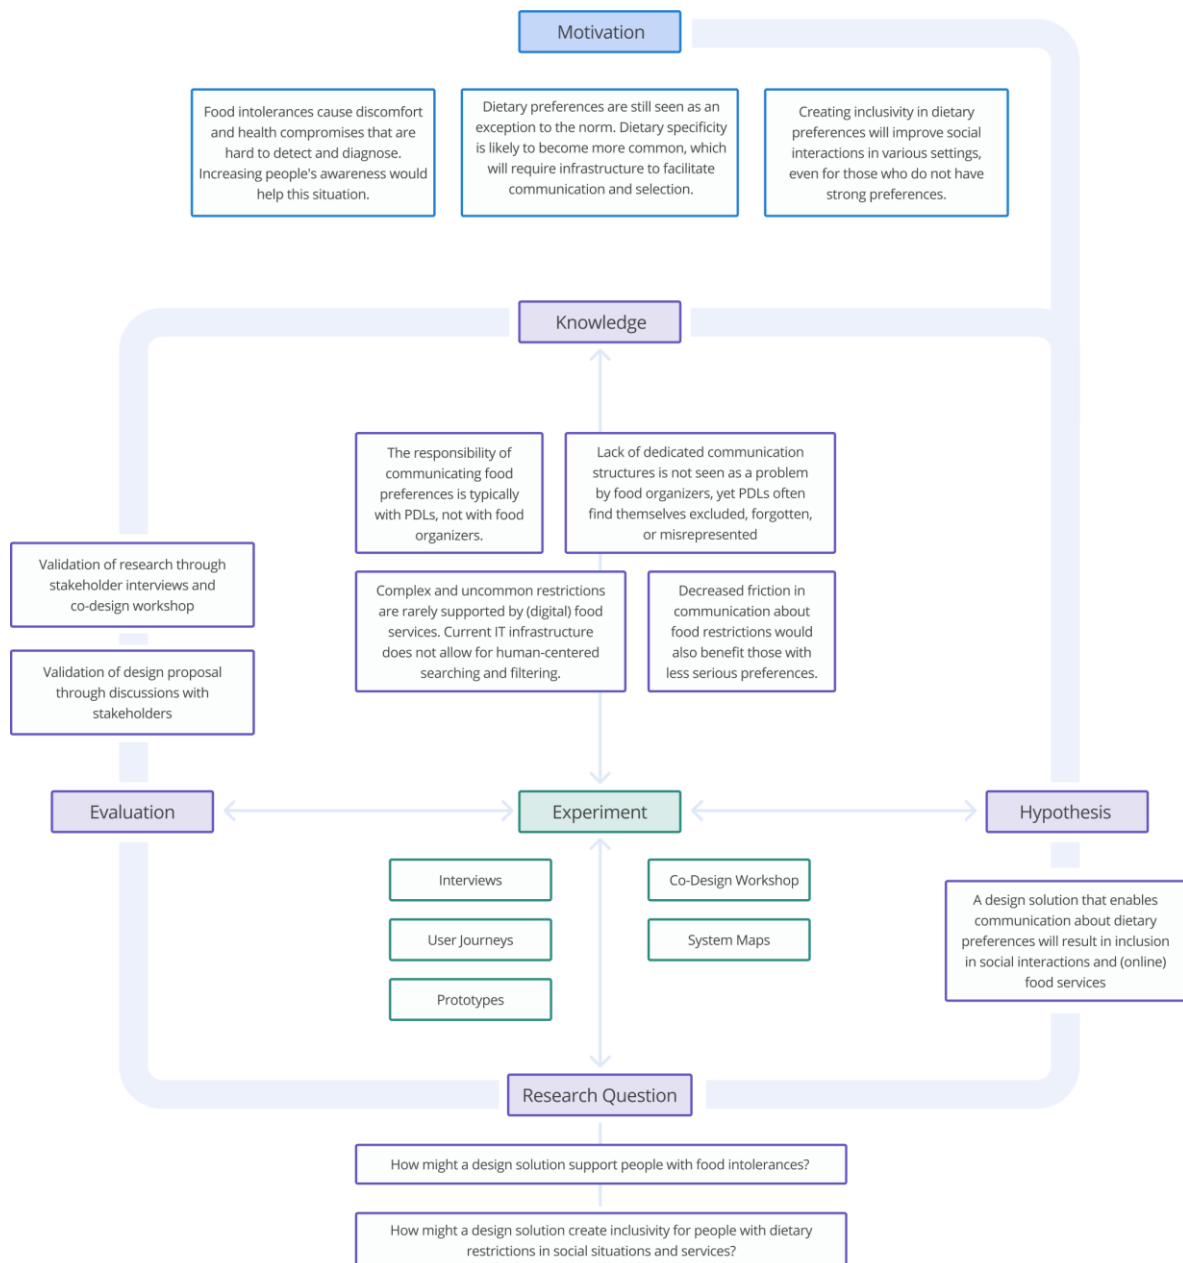 Motivation
Food intolerances cause discomfort
and health compromises that are
hard to detect and diagnose.
Increasing people's awareness would
help this situation.
Dietary preferences are still seen as an
exception to the norm. Dietary specificity
is likely to become more common, which
will require infrastructure to facilitate
communication and selection.
Creating inclusivity in dietary
preferences will improve social
interactions in various settings,
even for those who do not have
strong preferences.
Knowledge
The responsibility of
communicating food
preferences is typically
with PDLs, not with food
organizers.
Lack of dedicated communication
structures is not seen as a problem
by food organizers, yet PDLs often
find themselves excluded, forgotten,
or misrepresented
Complex and uncommon restrictions
are rarely supported by (digital) food
services. Current IT infrastructure
does not allow for human-centered
searching and filtering.
Decreased friction in
communication about
food restrictions would
also benefit those with
less serious preferences.
Validation of research through
stakeholder interviews and
co-design workshop
Validation of design proposal
through discussions with
stakeholders
Evaluation
Experiment
Hypothesis
Interviews
Co-Design Workshop
User Journeys
System Maps
Prototypes
A design solution that enables
communication about dietary
preferences will result in inclusion
in social interactions and (online)
food services
Research Question
How might a design solution support people with food intolerances?
How might a design solution create inclusivity for people with dietary
restrictions in social situations and services?